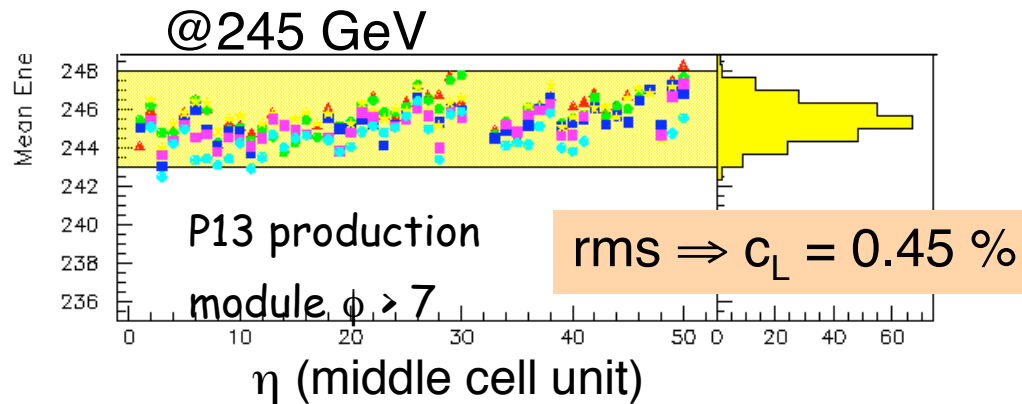 @245 GeV
Mean Ene
248
246
244
242
240
238
236
P13 production
module ϕ > 7
rms ⇒ c_L = 0.45 %
0 10 20 30 40 50 0 20 40 60
η (middle cell unit)